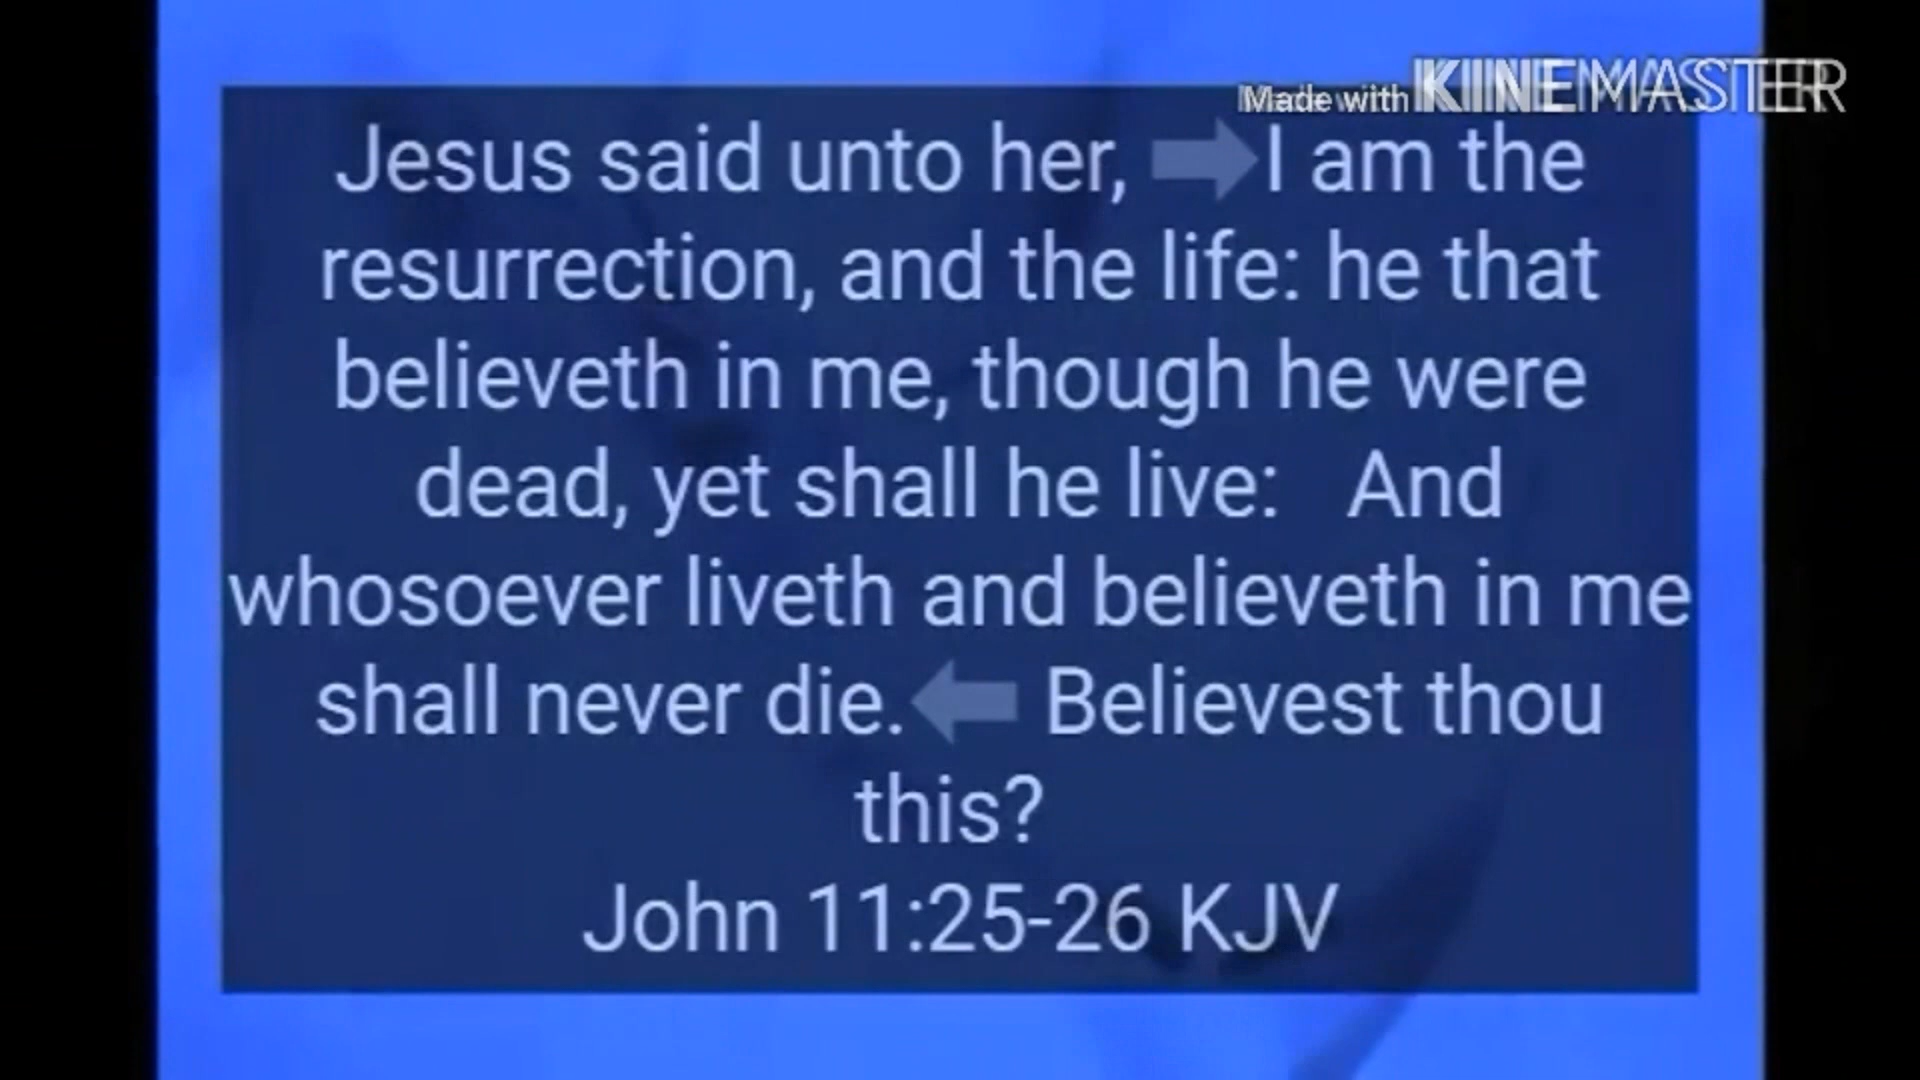 Made with KINEMASTER
Jesus said unto her, ➡I am the
resurrection, and the life: he that
believeth in me, though he were
dead, yet shall he live:   And
whosoever liveth and believeth in me
shall never die.⬅ Believest thou
this?
John 11:25-26 KJV